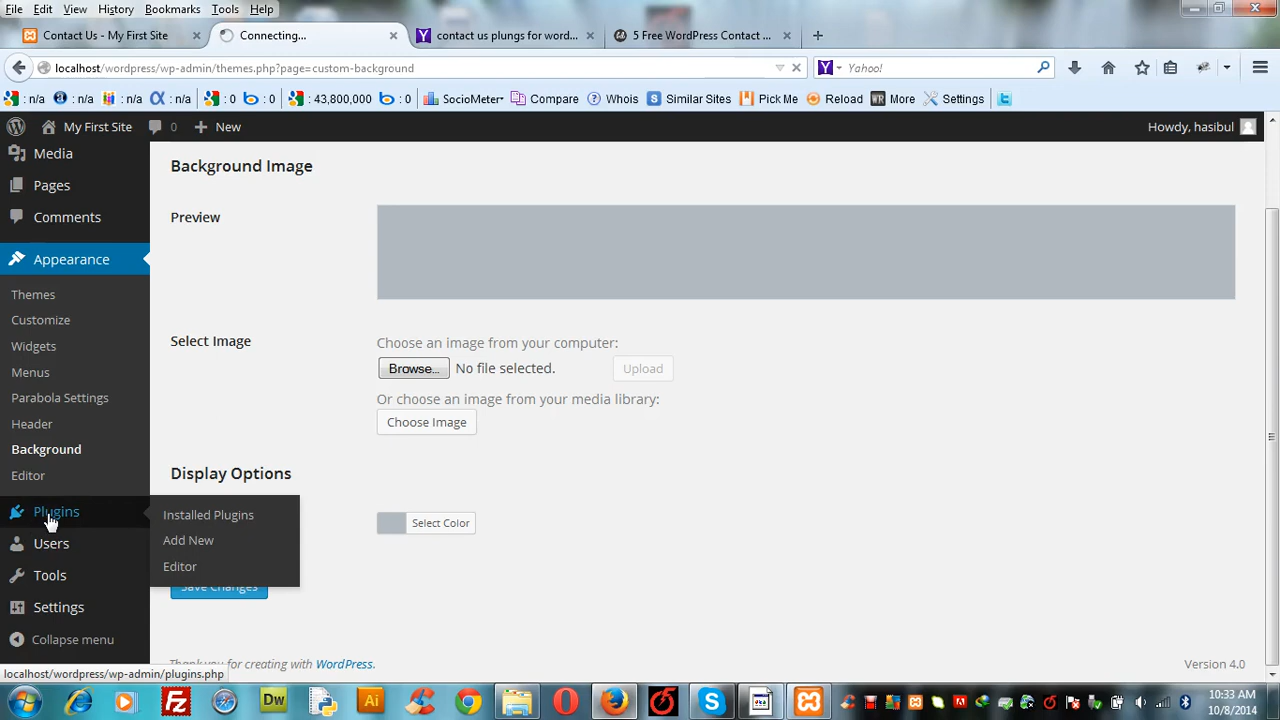 File Edit View History Bookmarks Tools Help
Contact Us - My First Site × Connecting... × contact us plungs for word... × 5 Free WordPress Contact ... × +
localhost/wordpress/wp-admin/themes.php?page=custom-background Yahoo!
: n/a : n/a : n/a : n/a : 0 : 0 : 43,800,000 : 0 SocioMeter Compare Whois Similar Sites Pick Me Reload More Settings
My First Site 0 + New Howdy, hasibul
Media
Pages
Comments
Appearance
Themes
Customize
Widgets
Menus
Parabola Settings
Header
Background
Editor
Plugins
Users
Tools
Settings
Collapse menu
Installed Plugins
Add New
Editor
Background Image
Preview
Select Image
Choose an image from your computer:
Browse... No file selected. Upload
Or choose an image from your media library:
Choose Image
Display Options
Select Color
Save Changes
Thank you for creating with WordPress. Version 4.0
localhost/wordpress/wp-admin/plugins.php
10:33 AM
10/8/2014